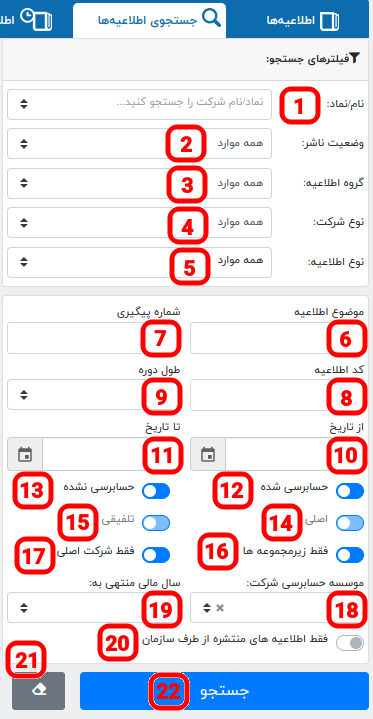 اطلاعیه‌ها
جستجوی اطلاعیه‌ها
اطلا
فیلترهای جستجو:
نام/نماد:
1
نماد/نام شرکت را جستجو کنید...
وضعیت ناشر:
2
همه موارد
گروه اطلاعیه:
3
همه موارد
نوع شرکت:
4
همه موارد
نوع اطلاعیه:
5
همه موارد
موضوع اطلاعیه
شماره پیگیری
6
7
کد اطلاعیه
طول دوره
8
9
از تاریخ
تا تاریخ
10
11
حسابرسی شده
12
حسابرسی نشده
13
اصلی
14
تلفیقی
15
فقط زیرمجموعه ها
16
فقط شرکت اصلی
17
موسسه حسابرسی شرکت:
سال مالی منتهی به:
18
×
19
فقط اطلاعیه های منتشره از طرف سازمان
20
21
جستجو
22